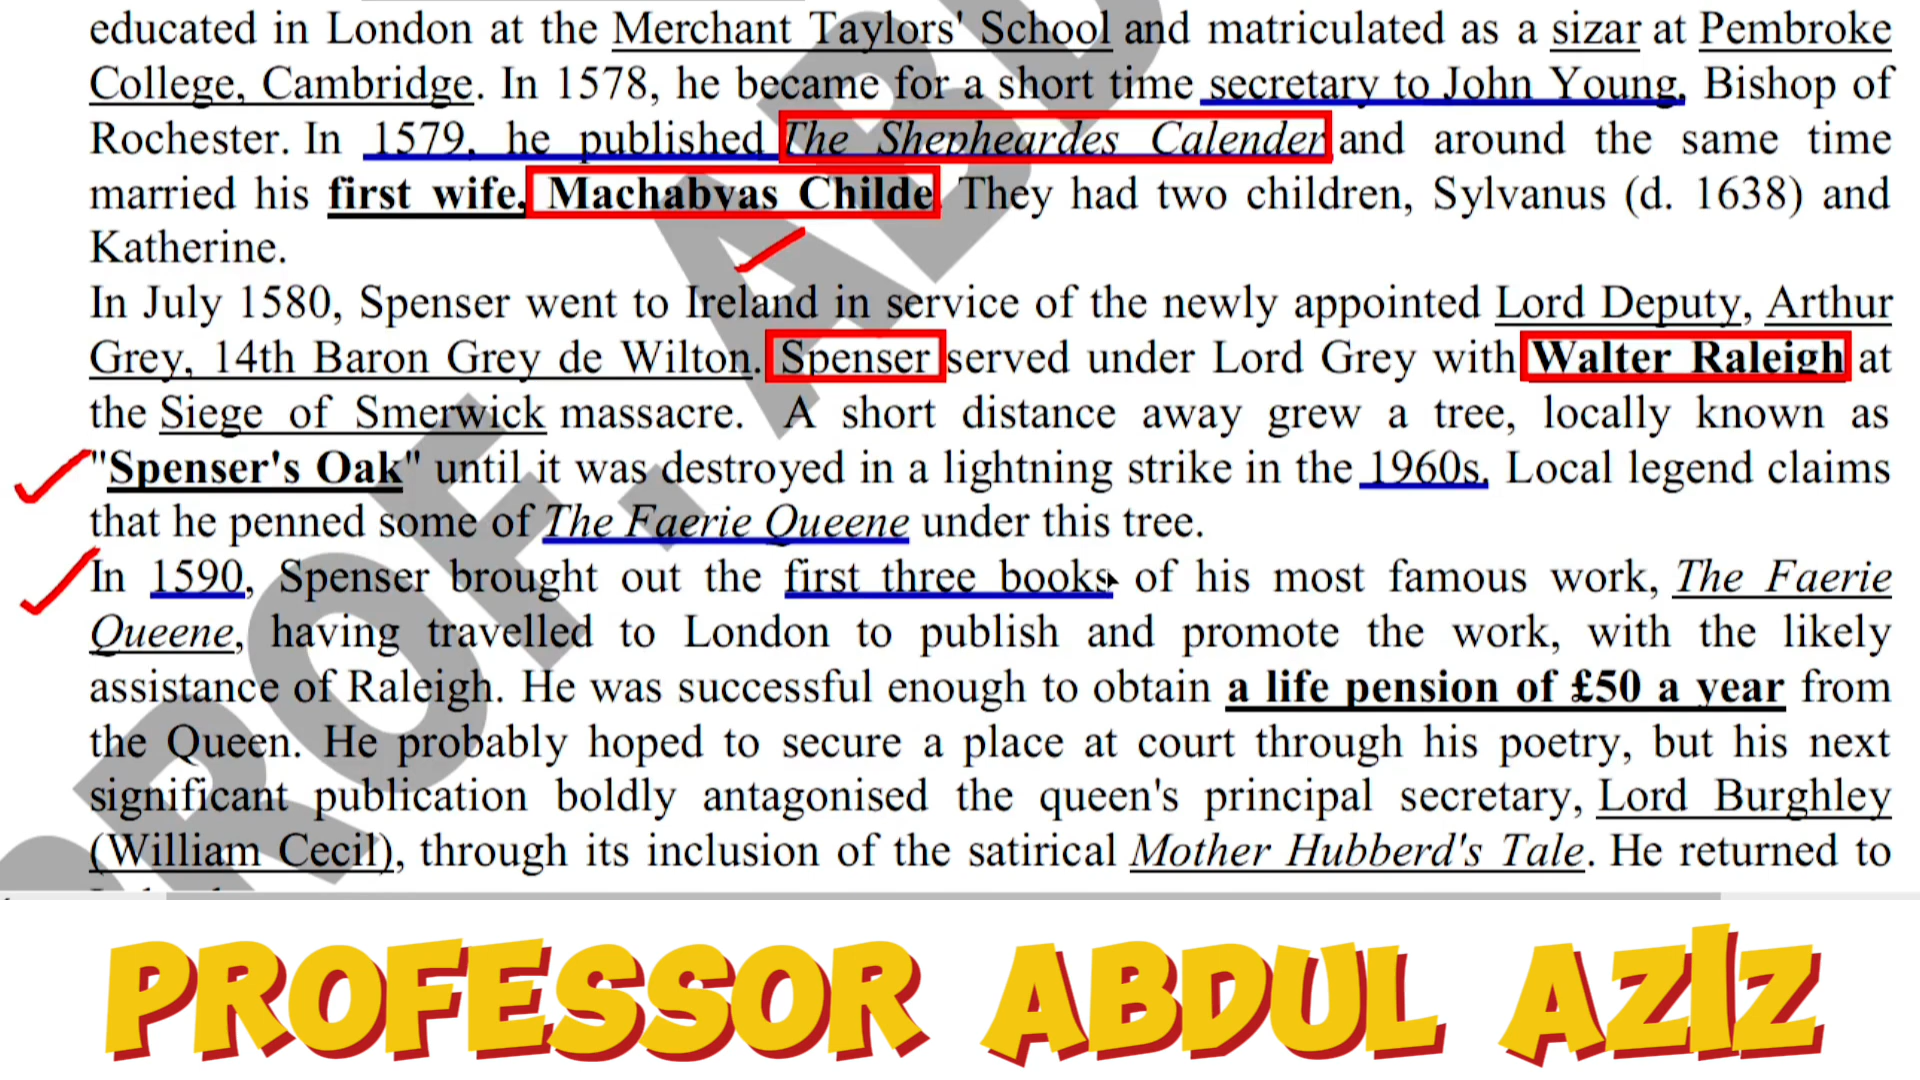 educated in London at the Merchant Taylors' School and matriculated as a sizar at Pembroke
College, Cambridge. In 1578, he became for a short time secretary to John Young, Bishop of
Rochester. In 1579, he published The Shepheardes Calender and around the same time
married his first wife, Machabyas Childe They had two children, Sylvanus (d. 1638) and
Katherine.
In July 1580, Spenser went to Ireland in service of the newly appointed Lord Deputy, Arthur
Grey, 14th Baron Grey de Wilton. Spenser served under Lord Grey with Walter Raleigh at
the Siege of Smerwick massacre. A short distance away grew a tree, locally known as
"Spenser's Oak" until it was destroyed in a lightning strike in the 1960s. Local legend claims
that he penned some of The Faerie Queene under this tree.
In 1590, Spenser brought out the first three books of his most famous work, The Faerie
Queene, having travelled to London to publish and promote the work, with the likely
assistance of Raleigh. He was successful enough to obtain a life pension of £50 a year from
the Queen. He probably hoped to secure a place at court through his poetry, but his next
significant publication boldly antagonised the queen's principal secretary, Lord Burghley
(William Cecil), through its inclusion of the satirical Mother Hubberd's Tale. He returned to
PROF. ABD
PROFESSOR ABDUL AZIZ